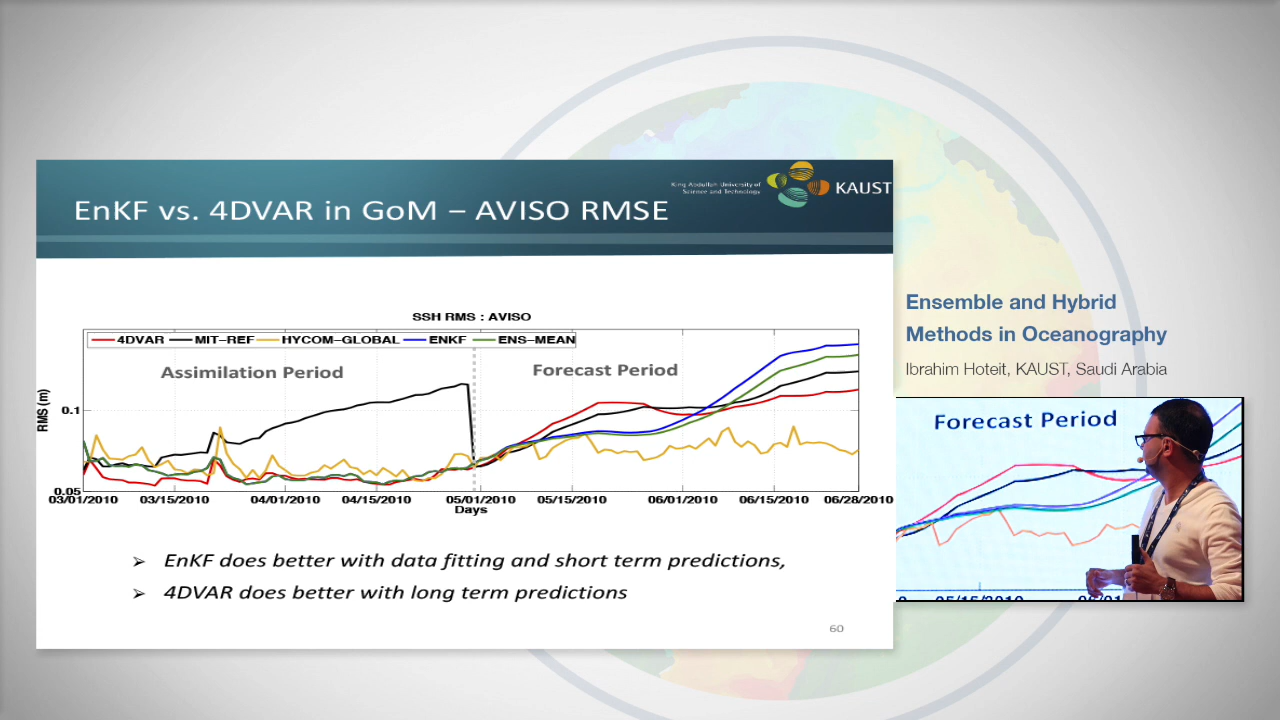 King Abdullah University of
Science and Technology
KAUST
EnKF vs. 4DVAR in GoM – AVISO RMSE
SSH RMS : AVISO
4DVAR MIT-REF HYCOM-GLOBAL ENKF ENS-MEAN
Assimilation Period
Forecast Period
RMS (m)
0.1
0.05
03/01/2010 03/15/2010 04/01/2010 04/15/2010 05/01/2010 05/15/2010 06/01/2010 06/15/2010 06/28/2010
Days
➢ EnKF does better with data fitting and short term predictions,
➢ 4DVAR does better with long term predictions
60
Ensemble and Hybrid
Methods in Oceanography
Ibrahim Hoteit, KAUST, Saudi Arabia
Forecast Period
05/15/2010